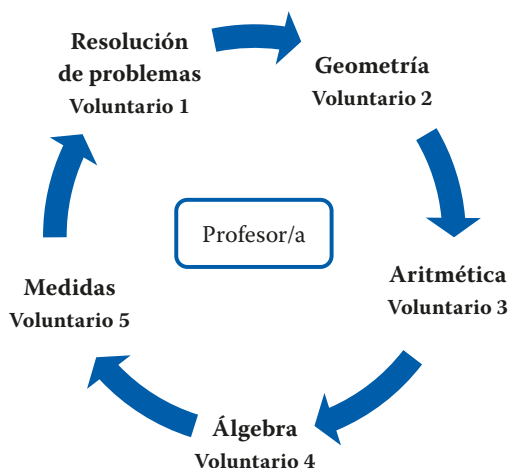 Resolución
de problemas
Voluntario 1
Geometría
Voluntario 2
Profesor/a
Aritmética
Voluntario 3
Medidas
Voluntario 5
Álgebra
Voluntario 4